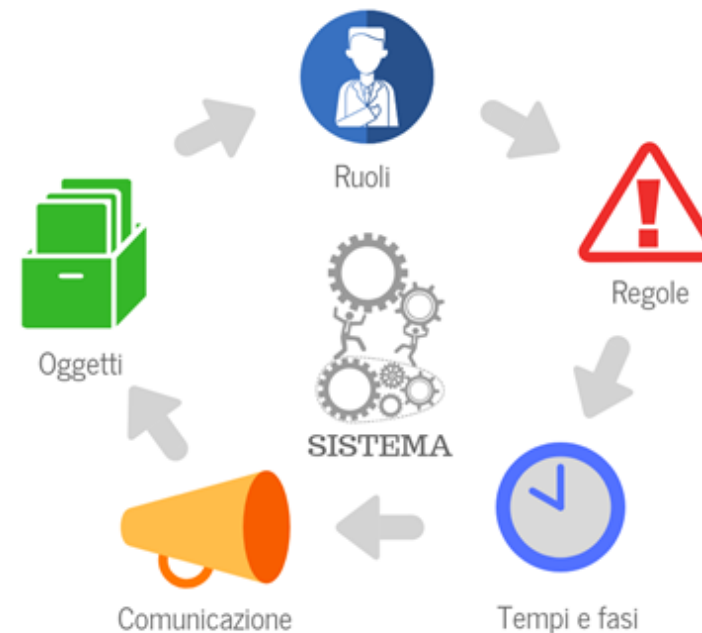 Ruoli
Regole
Oggetti
SISTEMA
Comunicazione
Tempi e fasi